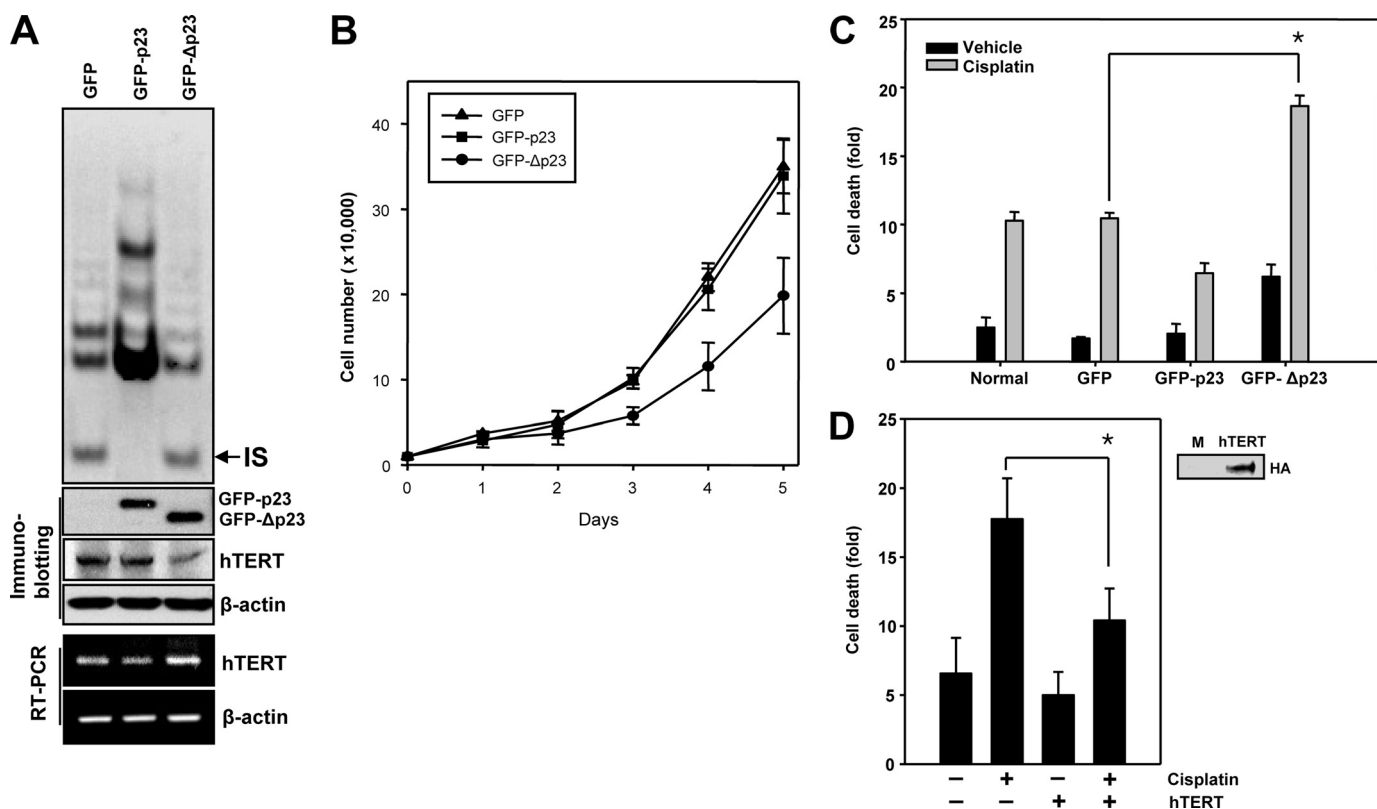 A
GFP
GFP-p23
GFP-Δp23
IS
GFP-p23
GFP-Δp23
hTERT
β-actin
Immuno-
blotting
hTERT
β-actin
RT-PCR
B
GFP
GFP-p23
GFP-Δp23
40
30
20
10
0
Cell number (x10,000)
0 1 2 3 4 5
Days
C
Vehicle
Cisplatin
*
25
20
15
10
5
0
Cell death (fold)
Normal GFP GFP-p23 GFP- Δp23
D
*
25
20
15
10
5
0
Cell death (fold)
− + − + Cisplatin
− − + + hTERT
M hTERT
HA